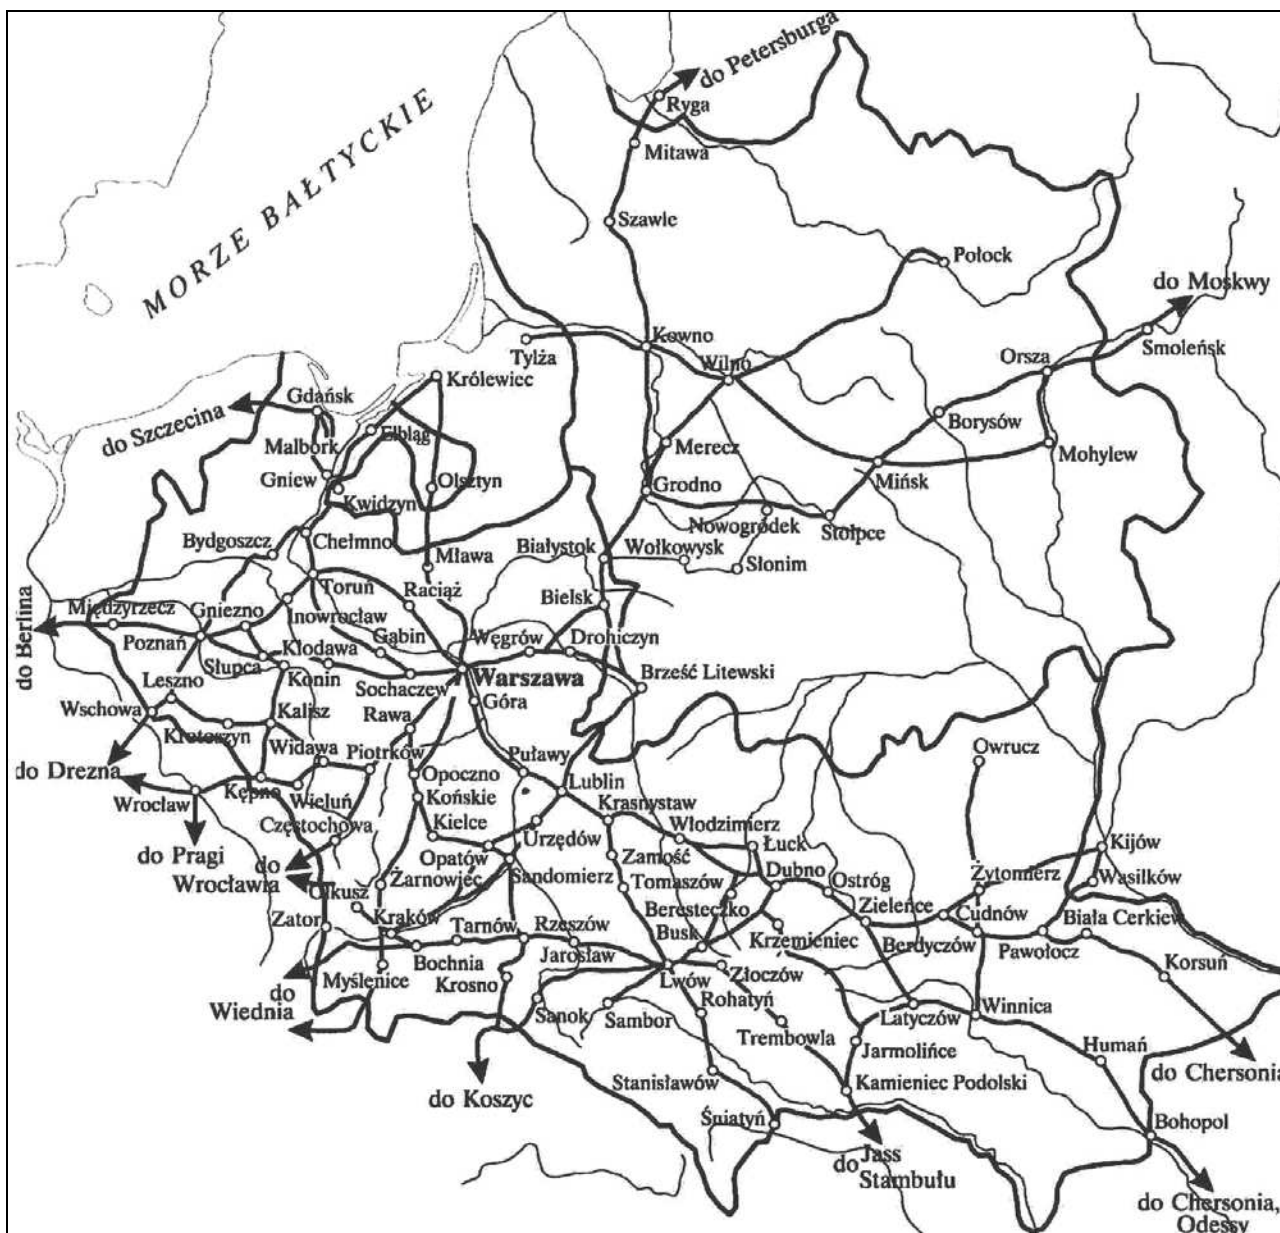 do Petersburga
Ryga
Mitawa
MORZE BAŁTYCKIE
Szawle
Połock
do Moskwy
Smoleńsk
Kowno
Tylża
Wilno
Orsza
Królewiec
Gdańsk
do Szczecina
Borysów
Elbląg
Malbork
Merecz
Mohylew
Gniew
Olsztyn
Mińsk
Kwidzyn
Grodno
Nowogródek
Stołpce
Bydgoszcz
Chełmno
Białystok
Wołkowysk
Mława
Słonim
Toruń
Raciąż
Bielsk
Międzyrzecz
Gniezno
Inowrocław
do Berlina
Poznań
Gąbin
Węgrów
Drohiczyn
Słupca
Kłodawa
Konin
Warszawa
Brześć Litewski
Leszno
Sochaczew
Góra
Wschowa
Kalisz
Rawa
Krotoszyn
Widawa
Piotrków
Owrucz
Puławy
do Drezna
Opoczno
Lublin
Wrocław
Kępno
Wieluń
Końskie
Krasnystaw
Częstochowa
Kielce
Urzędów
Włodzimierz
Łuck
Kijów
do Pragi
do
Wrocławia
Opatów
Zamość
Żarnowiec
Sandomierz
Tomaszów
Dubno
Ostróg
Żytomierz
Wasilków
Olkusz
Beresteczko
Zieleńce
Cudnów
Zator
Kraków
Tarnów
Rzeszów
Busk
Krzemieniec
Berdyczów
Pawołocz
Biała Cerkiew
Bochnia
Jarosław
Myślenice
Krosno
Lwów
Złoczów
Korsuń
do
Wiednia
Sanok
Sambor
Rohatyń
Latyczów
Winnica
Trembowla
Jarmolińce
Humań
do Koszyc
Stanisławów
Kamieniec Podolski
do Chersonia
Śniatyń
Bohopol
do Jass
Stambułu
do Chersonia,
Odessy